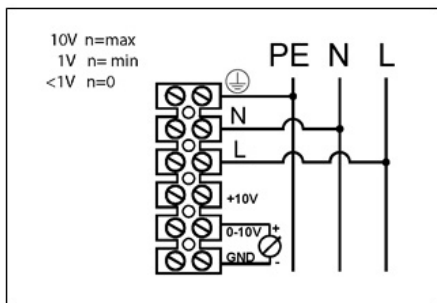 10V n=max
1V n= min
<1V n=0
PE N L
N
L
+10V
0-10V +
GND -